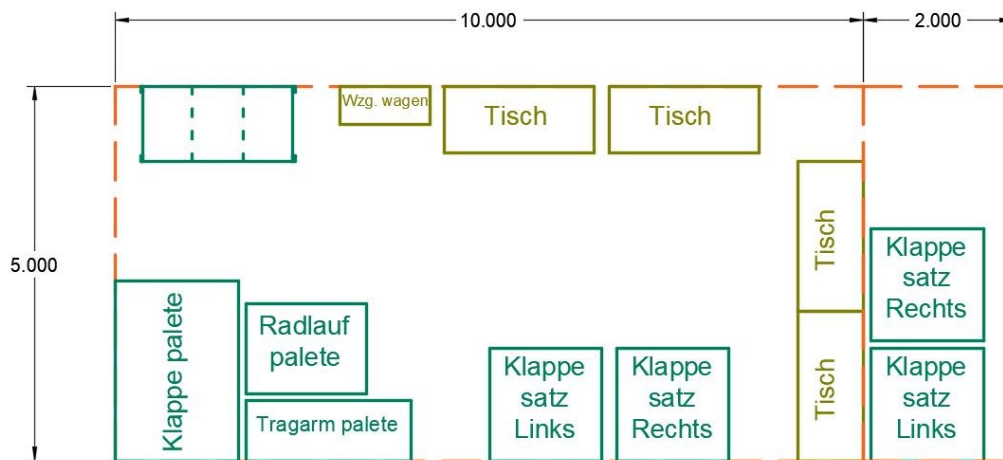 10.000
2.000
Wzg. wagen
Tisch
Tisch
5.000
Tisch
Klappe
satz
Rechts
Klappe palete
Radlauf
palete
Tragarm palete
Klappe
satz
Links
Klappe
satz
Rechts
Tisch
Klappe
satz
Links